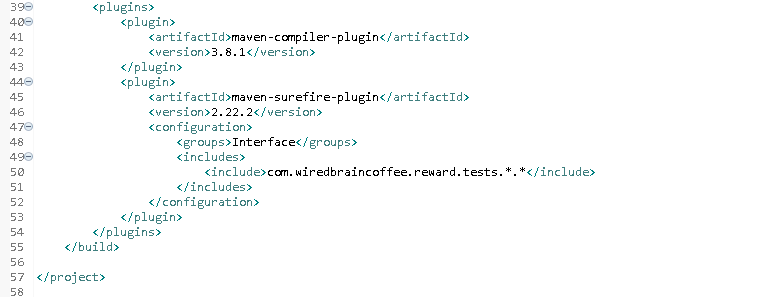 39 <plugins>
40 <plugin>
41 <artifactId>maven-compiler-plugin</artifactId>
42 <version>3.8.1</version>
43 </plugin>
44 <plugin>
45 <artifactId>maven-surefire-plugin</artifactId>
46 <version>2.22.2</version>
47 <configuration>
48 <groups>Interface</groups>
49 <includes>
50 <include>com.wiredbraincoffee.reward.tests.*.*</include>
51 </includes>
52 </configuration>
53 </plugin>
54 </plugins>
55 </build>
56
57 </project>
58